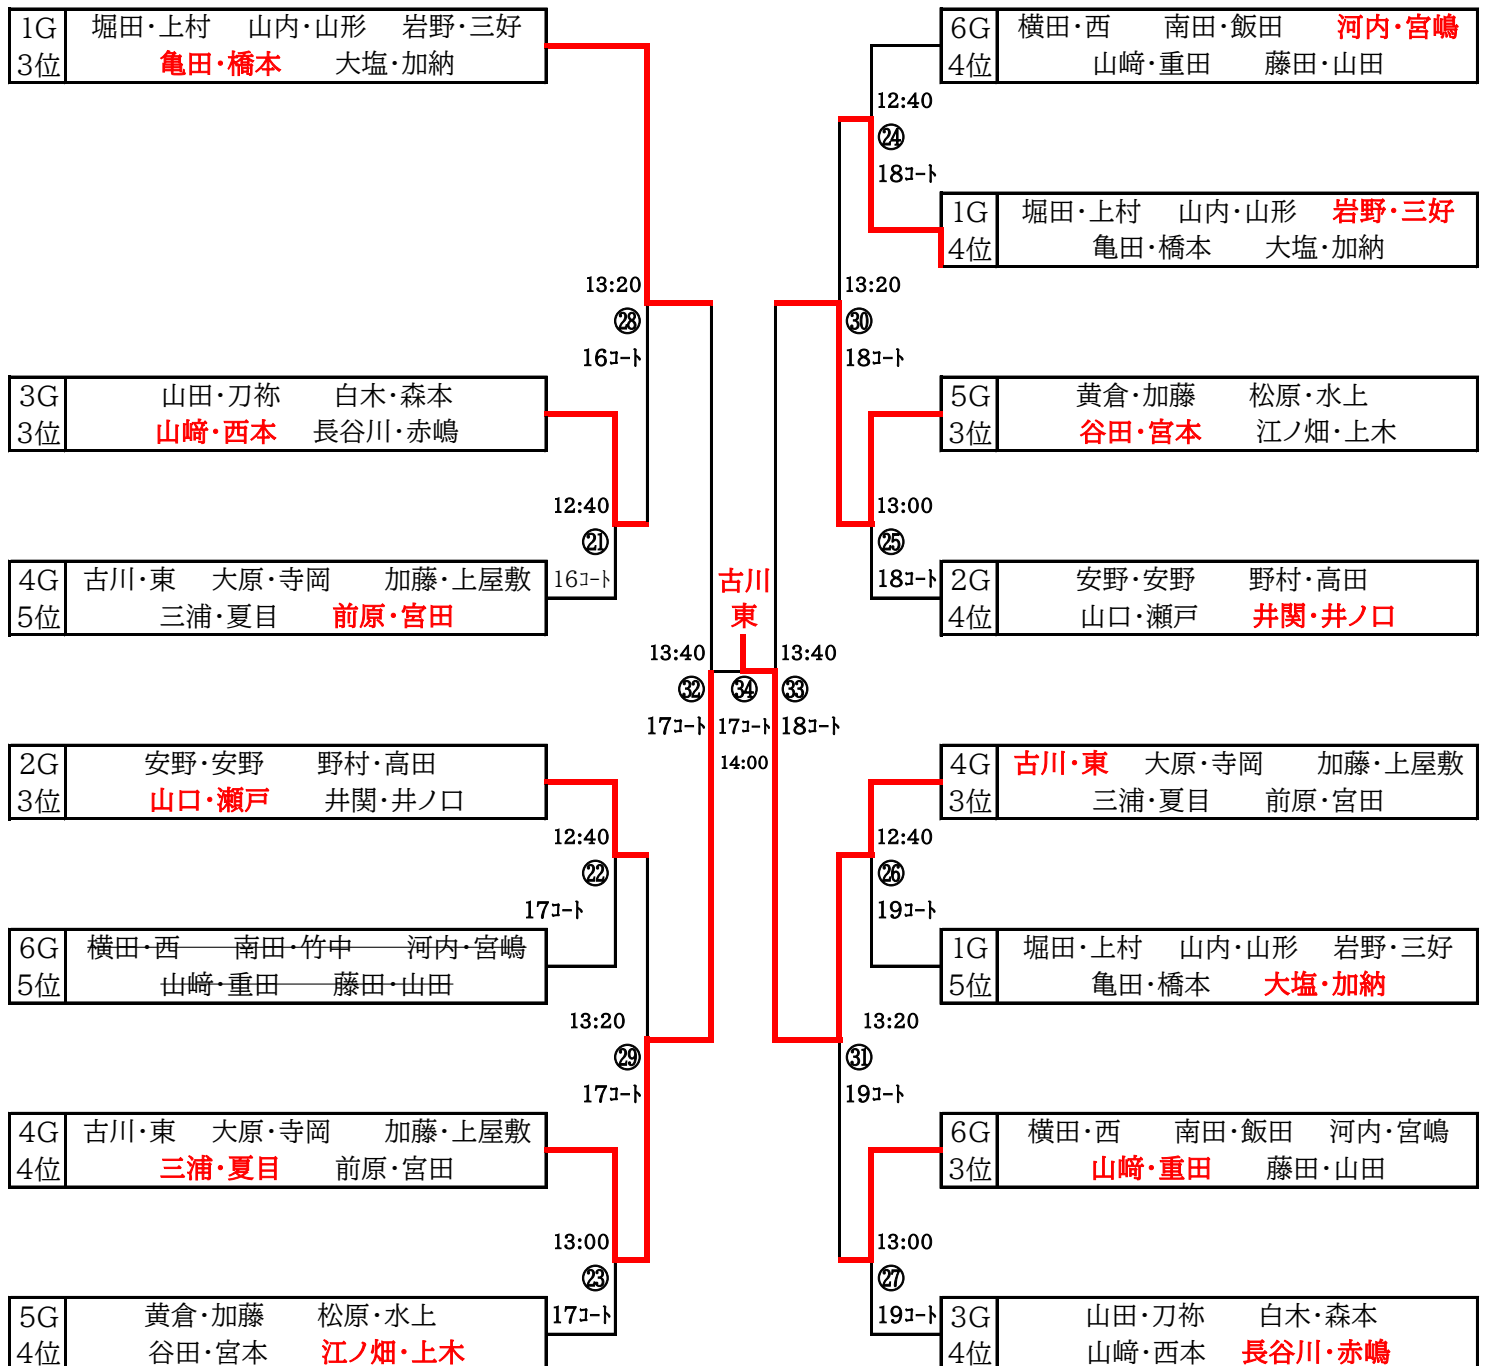 1G 堀田・上村 山内・山形 岩野・三好
3位 亀田・橋本 大塩・加納
6G 横田・西 南田・飯田 河内・宮嶋
4位 山﨑・重田 藤田・山田
12:40
㉔
18ｺｰﾄ
1G 堀田・上村 山内・山形 岩野・三好
4位 亀田・橋本 大塩・加納
13:20
㉘
16ｺｰﾄ
13:20
㉚
18ｺｰﾄ
3G 山田・刀祢 白木・森本
3位 山﨑・西本 長谷川・赤嶋
5G 黄倉・加藤 松原・水上
3位 谷田・宮本 江ノ畑・上木
12:40
㉑
16ｺｰﾄ
13:00
㉕
18ｺｰﾄ
4G 古川・東 大原・寺岡 加藤・上屋敷
5位 三浦・夏目 前原・宮田
古川
東
2G 安野・安野 野村・高田
4位 山口・瀬戸 井関・井ノ口
13:40
㉜
17ｺｰﾄ
㉞
17ｺｰﾄ
14:00
13:40
㉝
18ｺｰﾄ
2G 安野・安野 野村・高田
3位 山口・瀬戸 井関・井ノ口
4G 古川・東 大原・寺岡 加藤・上屋敷
3位 三浦・夏目 前原・宮田
12:40
㉒
17ｺｰﾄ
12:40
㉖
19ｺｰﾄ
6G 横田・西 南田・竹中 河内・宮嶋
5位 山﨑・重田 藤田・山田
1G 堀田・上村 山内・山形 岩野・三好
5位 亀田・橋本 大塩・加納
13:20
㉙
17ｺｰﾄ
13:20
㉛
19ｺｰﾄ
4G 古川・東 大原・寺岡 加藤・上屋敷
4位 三浦・夏目 前原・宮田
6G 横田・西 南田・飯田 河内・宮嶋
3位 山﨑・重田 藤田・山田
13:00
㉓
17ｺｰﾄ
13:00
㉗
19ｺｰﾄ
5G 黄倉・加藤 松原・水上
4位 谷田・宮本 江ノ畑・上木
3G 山田・刀祢 白木・森本
4位 山﨑・西本 長谷川・赤嶋